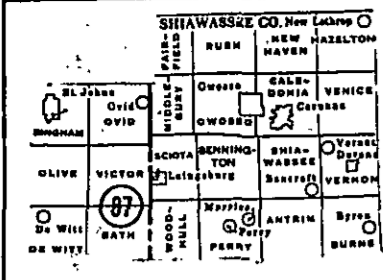 SHIAWASSEE CO. New Lothrop
FAIR-FIELD RUSH NEW HAVEN HAZELTON
St. Johns Ovid MIDDLE-BURY Owosso CALE-DONIA Corunna VENICE
BINGHAM OVID OWOSSO
SCIOTA BENNING-TON SHIA-WASSEE Vernon Durand
OLIVE VICTOR Laingsburg Bancroft VERNON
87
De Witt WOOD-HULL Morrice Perry ANTRIM Byron
DE WITT BATH PERRY BURNS